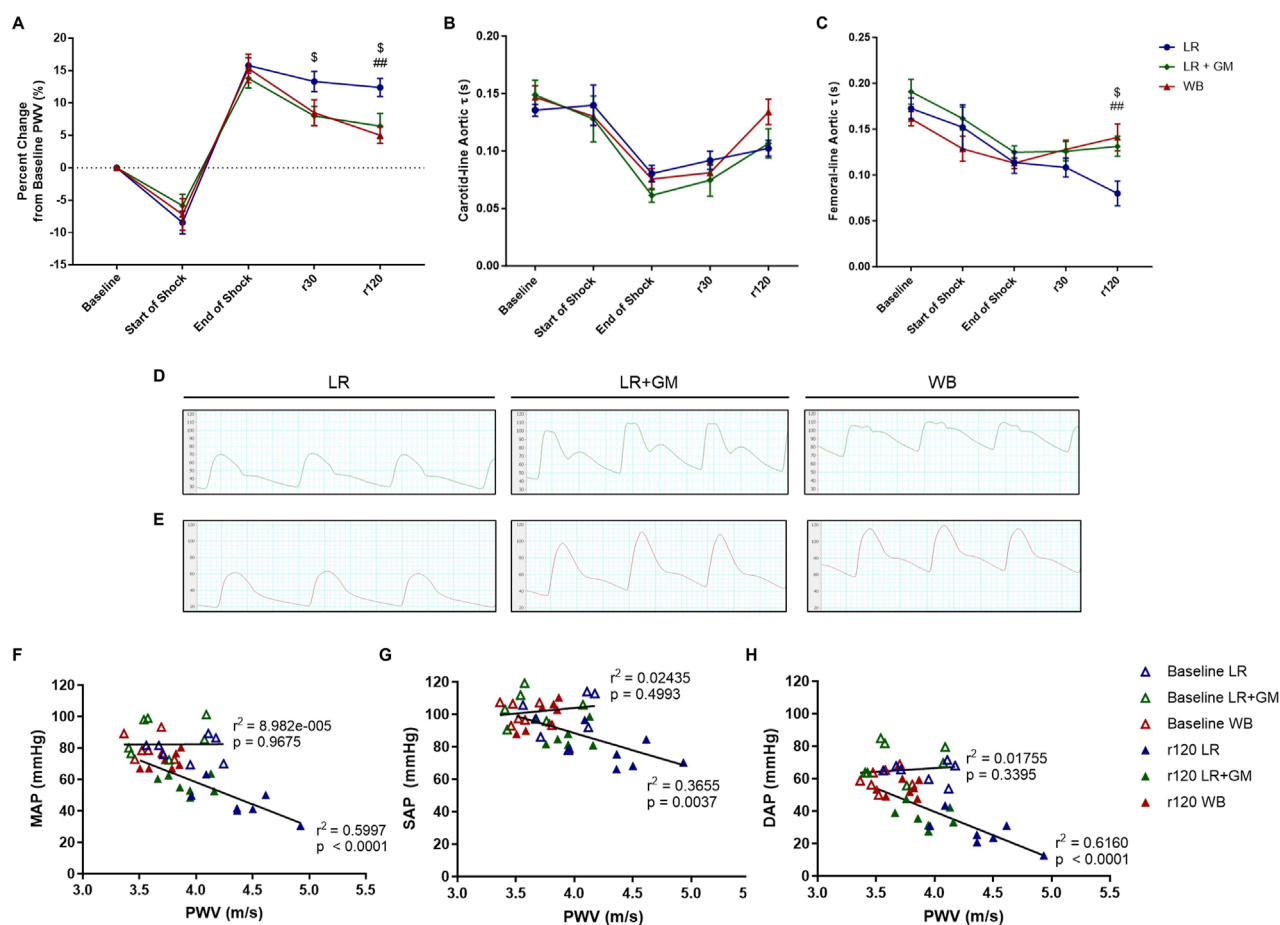 A
Percent Change
from Baseline PWV (%)
20
15
10
5
0
-5
-10
-15
$
$
##
Baseline
Start of Shock
End of Shock
r30
r120
B
Carotid-line Aortic τ (s)
0.20
0.15
0.10
0.05
0.00
Baseline
Start of Shock
End of Shock
r30
r120
C
Femoral-line Aortic τ (s)
0.25
0.20
0.15
0.10
0.05
0.00
$
##
Baseline
Start of Shock
End of Shock
r30
r120
LR
LR + GM
WB
D
LR
LR+GM
WB
E
F
MAP (mmHg)
120
100
80
60
40
20
0
r² = 8.982e-005
p = 0.9675
r² = 0.5997
p < 0.0001
3.0 3.5 4.0 4.5 5.0 5.5
PWV (m/s)
G
SAP (mmHg)
120
100
80
60
40
20
0
r² = 0.02435
p = 0.4993
r² = 0.3655
p = 0.0037
3.0 3.5 4.0 4.5 5.0 5
PWV (m/s)
H
DAP (mmHg)
120
100
80
60
40
20
0
r² = 0.01755
p = 0.3395
r² = 0.6160
p < 0.0001
3.0 3.5 4.0 4.5 5.0 5.5
PWV (m/s)
Baseline LR
Baseline LR+GM
Baseline WB
r120 LR
r120 LR+GM
r120 WB